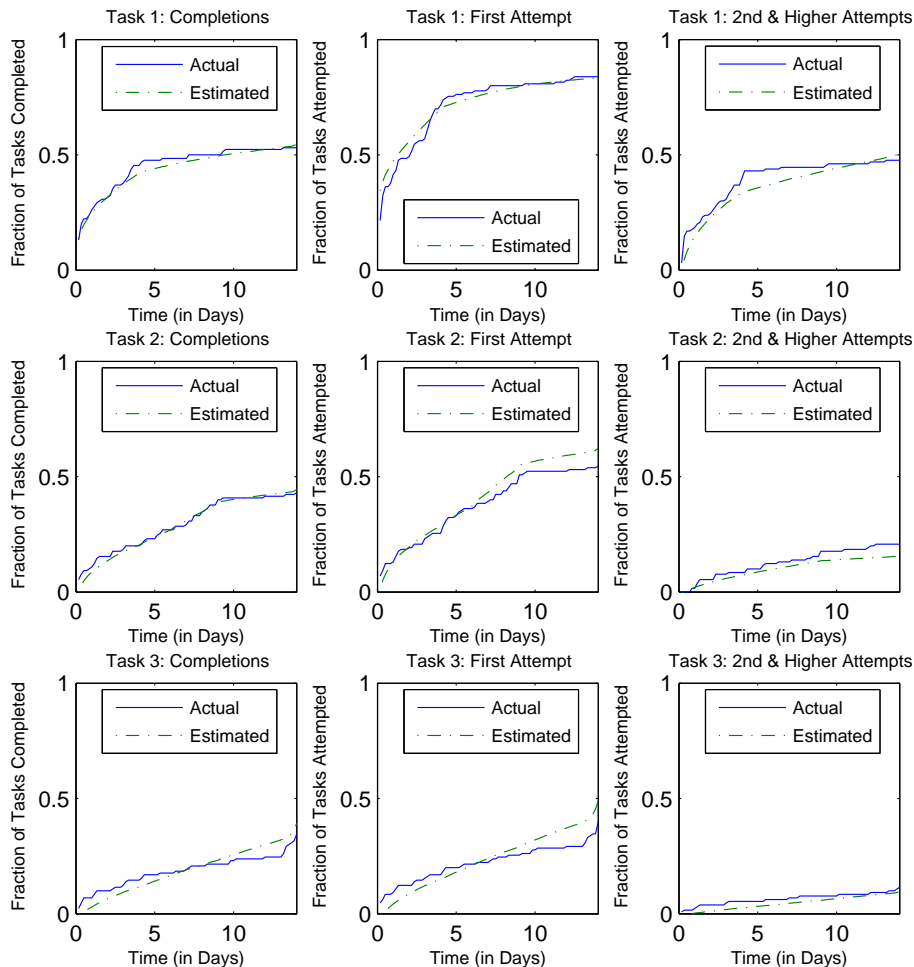 Task 1: Completions
Fraction of Tasks Completed
1
0.5
0
Actual
Estimated
0 5 10
Time (in Days)
Task 1: First Attempt
Fraction of Tasks Attempted
1
0.5
0
Actual
Estimated
0 5 10
Time (in Days)
Task 1: 2nd & Higher Attempts
Fraction of Tasks Attempted
1
0.5
0
Actual
Estimated
0 5 10
Time (in Days)
Task 2: Completions
Fraction of Tasks Completed
1
0.5
0
Actual
Estimated
0 5 10
Time (in Days)
Task 2: First Attempt
Fraction of Tasks Attempted
1
0.5
0
Actual
Estimated
0 5 10
Time (in Days)
Task 2: 2nd & Higher Attempts
Fraction of Tasks Attempted
1
0.5
0
Actual
Estimated
0 5 10
Time (in Days)
Task 3: Completions
Fraction of Tasks Completed
1
0.5
0
Actual
Estimated
0 5 10
Time (in Days)
Task 3: First Attempt
Fraction of Tasks Attempted
1
0.5
0
Actual
Estimated
0 5 10
Time (in Days)
Task 3: 2nd & Higher Attempts
Fraction of Tasks Attempted
1
0.5
0
Actual
Estimated
0 5 10
Time (in Days)